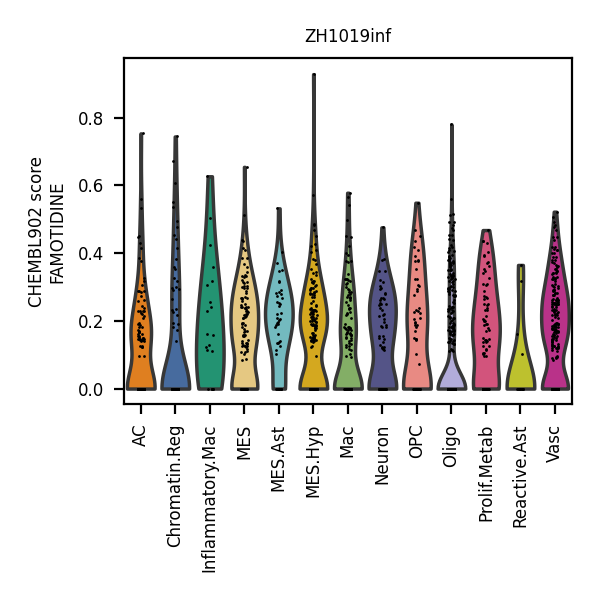 ZH1019inf
CHEMBL902 score
FAMOTIDINE
0.8
0.6
0.4
0.2
0.0
AC
Chromatin.Reg
Inflammatory.Mac
MES
MES.Ast
MES.Hyp
Mac
Neuron
OPC
Oligo
Prolif.Metab
Reactive.Ast
Vasc